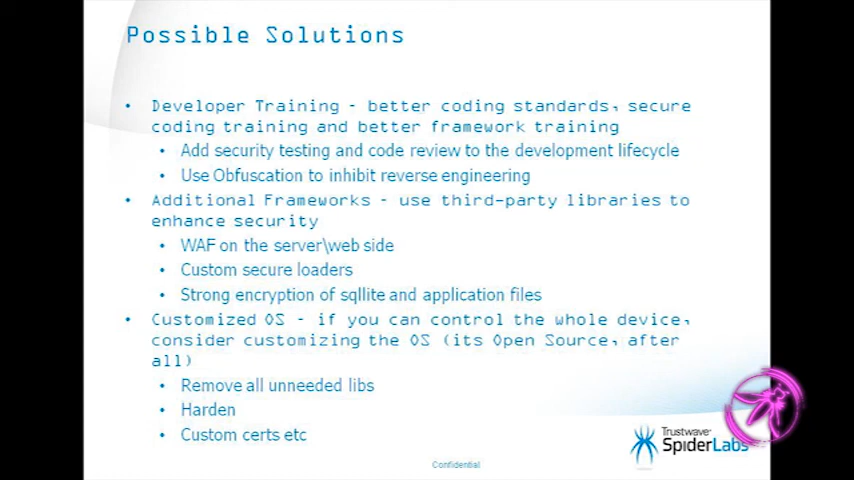 Possible Solutions
• Developer Training - better coding standards, secure
coding training and better framework training
• Add security testing and code review to the development lifecycle
• Use Obfuscation to inhibit reverse engineering
• Additional Frameworks - use third-party libraries to
enhance security
• WAF on the server\web side
• Custom secure loaders
• Strong encryption of sqllite and application files
• Customized OS - if you can control the whole device,
consider customizing the OS (its Open Source, after
all)
• Remove all unneeded libs
• Harden
• Custom certs etc
Trustwave
SpiderLabs
Confidential